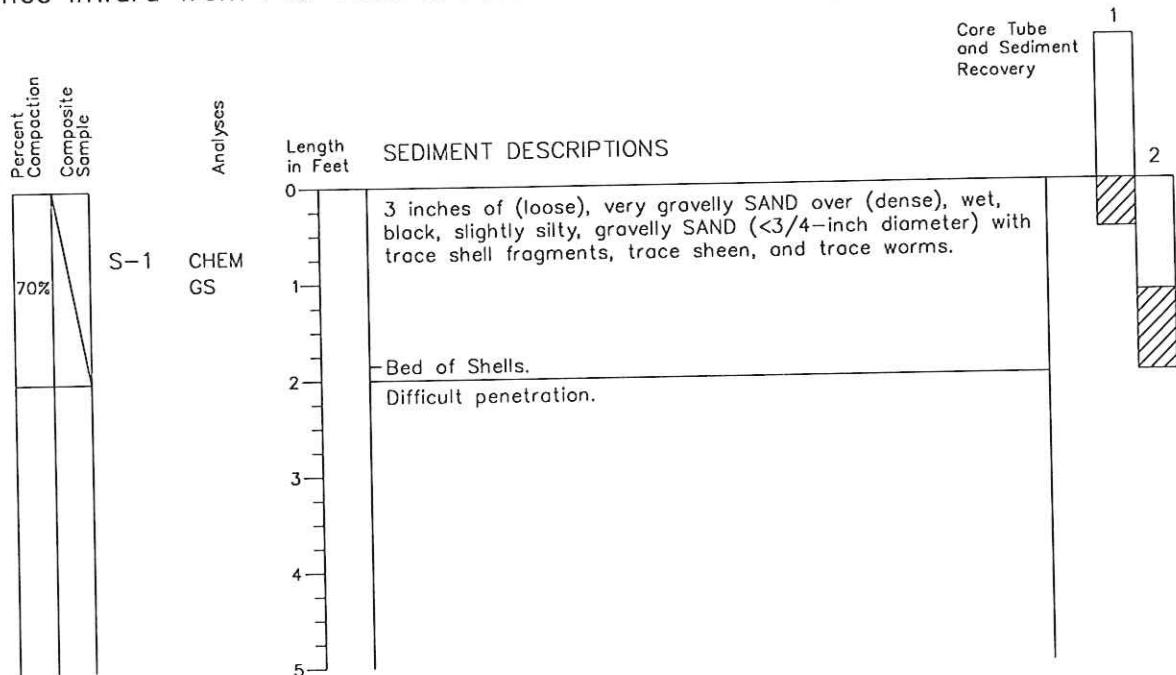 Core Tube
and Sediment
Recovery
1
2
Percent
Compaction
Composite
Sample
Analyses
Length
in Feet
SEDIMENT DESCRIPTIONS
0
3 inches of (loose), very gravelly SAND over (dense), wet,
black, slightly silty, gravelly SAND (<3/4-inch diameter) with
trace shell fragments, trace sheen, and trace worms.
S-1
CHEM
GS
70%
1
Bed of Shells.
2
Difficult penetration.
3
4
5